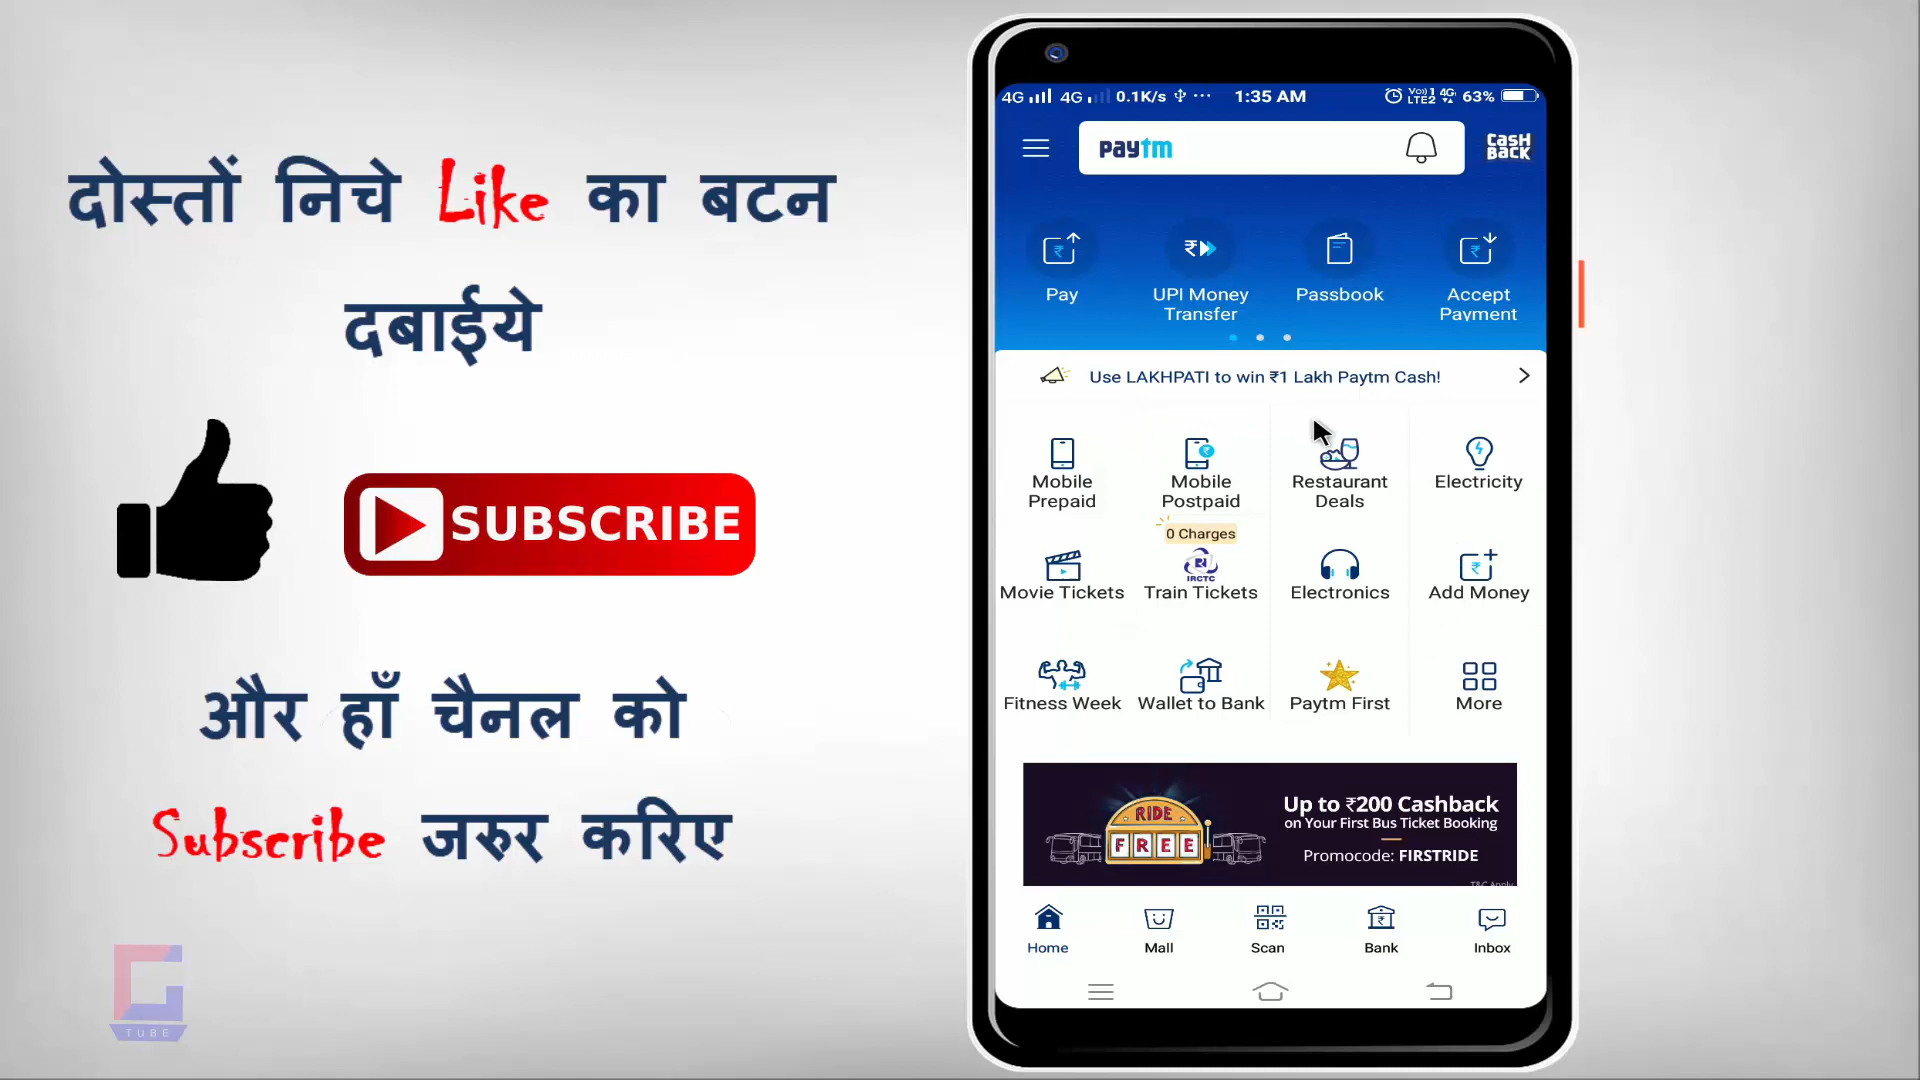 दोस्तों निचे Like का बटन
दबाईये
SUBSCRIBE
और हाँ चैनल को
Subscribe जरुर करिए
TUBE
4G 4G 0.1K/s ... 1:35 AM VoLTE2 4G 63%
paytm
CASH
BACK
Pay
UPI Money
Transfer
Passbook
Accept
Payment
Use LAKHPATI to win ₹1 Lakh Paytm Cash!
Mobile
Prepaid
Mobile
Postpaid
Restaurant
Deals
Electricity
0 Charges
IRCTC
Movie Tickets
Train Tickets
Electronics
Add Money
Fitness Week
Wallet to Bank
Paytm First
More
RIDE
FREE
Up to ₹200 Cashback
on Your First Bus Ticket Booking
Promocode: FIRSTRIDE
T&C Apply
Home
Mall
Scan
Bank
Inbox